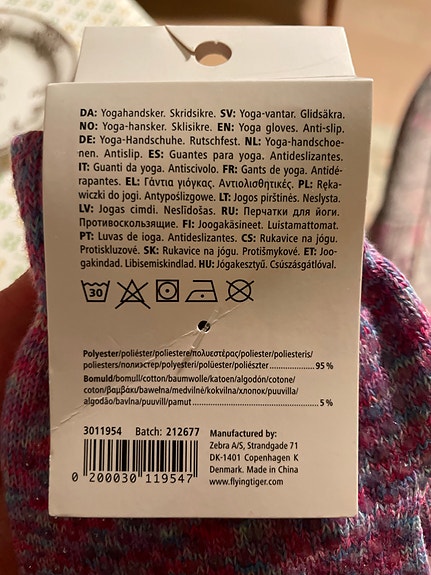 DA: Yogahandsker. Skridsikre. SV: Yoga-vantar. Glidsäkra.
NO: Yoga-hansker. Sklisikre. EN: Yoga gloves. Anti-slip.
DE: Yoga-Handschuhe. Rutschfest. NL: Yoga-handschoe-
nen. Antislip. ES: Guantes para yoga. Antideslizantes.
IT: Guanti da yoga. Antiscivolo. FR: Gants de yoga. Antidé-
rapantes. EL: Γάντια γιόγκας. Αντιολισθητικές. PL: Ręka-
wiczki do jogi. Antypoślizgowe. LT: Jogos pirštinės. Neslysta.
LV: Jogas cimdi. Neslīdošas. RU: Перчатки для йоги.
Противоскользящие. FI: Joogakäsineet. Luistamattomat.
PT: Luvas de ioga. Antideslizantes. CS: Rukavice na jógu.
Protiskluzové. SK: Rukavice na jógu. Protišmykové. ET: Joo-
gakindad. Libisemiskindlad. HU: Jógakesztyű. Csúszásgátlóval.
30
Polyester/poliéster/poliestere/πολυεστέρας/poliester/poliesteris/
poliesters/полиэстер/polyesteri/polüester/poliészter .................. 95 %
Bomuld/bomull/cotton/baumwolle/katoen/algodón/cotone/
coton/βαμβάκι/bawełna/medvilnė/kokvilna/хлопок/puuvilla/
algodão/bavlna/puuvill/pamut ................................................ 5 %
3011954 Batch: 212677
0 200030 119547
Manufactured by:
Zebra A/S, Strandgade 71
DK-1401 Copenhagen K
Denmark. Made in China
www.flyingtiger.com